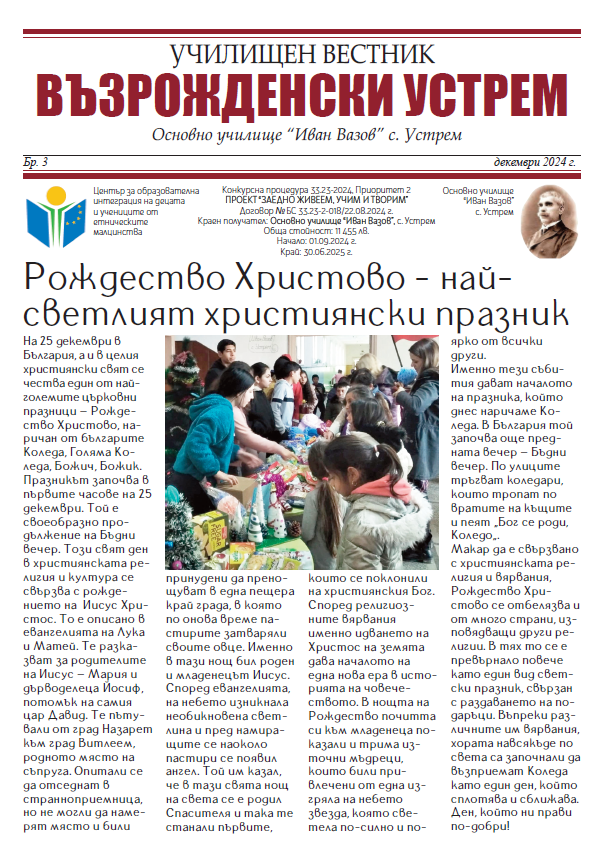 УЧИЛИЩЕН ВЕСТНИК
ВЪЗРОЖДЕНСКИ УСТРЕМ
Основно училище “Иван Вазов” с. Устрем
Бр. 3
декември 2024 г.
Център за образователна
интеграция на децата
и учениците от
етническите
малцинства
Конкурсна процедура 33.23-2024, Приоритет 2
ПРОЕКТ “ЗАЕДНО ЖИВЕЕМ, УЧИМ И ТВОРИМ”
Договор № БС 33.23-2-018/22.08.2024 г.
Краен получател: Основно училище “Иван Вазов”, с. Устрем
Обща стойност: 11 455 лв.
Начало: 01.09.2024 г.
Край: 30.06.2025 г.
Основно училище
“Иван Вазов”
с. Устрем
Рождество Христово - най-
светлият християнски празник
На 25 декември в
България, а и в целия
християнски свят се
чества един от най-
големите църковни
празници – Рожде-
ство Христово, на-
ричан от българите
Коледа, Голяма Ко-
леда, Божич, Божик.
Празникът започва в
първите часове на 25
декември. Той е
своеобразно про-
дължение на Бъдни
вечер. Този свят ден
в християнската ре-
лигия и култура се
свързва с рожде-
нието на Иисус Хри-
стос. То е описано в
евангелията на Лука
и Матей. Те разка-
зват за родителите
на Иисус – Мария и
дърводелеца Йосиф,
потомък на самия
цар Давид. Те пъту-
вали от град Назарет
към град Витлеем,
родното място на
съпруга. Опитали се
да отседнат в
странноприемница,
но не могли да наме-
рят място и били
принудени да прено-
щуват в една пещера
край града, в която
по онова време па-
стирите затваряли
своите овце. Именно
в тази нощ бил роден
и младенецът Иисус.
Според евангелията,
на небето изникнала
необикновена свет-
лина и пред намира-
щите се наоколо
пастири се появил
ангел. Той им казал,
че в тази свята нощ
на света се е родил
Спасителя и така те
станали първите,
които се поклонили
на християнския Бог.
Според религиоз-
ните вярвания
именно идването на
Христос на земята
дава началото на
една нова ера в исто-
рията на човече-
ството. В нощта на
Рождество почитта
си към младенеца по-
казали и трима из-
точни мъдреци,
които били при-
влечени от една из-
гряла на небето
звезда, която све-
тела по-силно и по-
ярко от всички
други.
Именно тези съби-
тия дават началото
на празника, който
днес наричаме Ко-
леда. В България той
започва още пред-
ната вечер – Бъдни
вечер. По улиците
тръгват коледари,
които тропат по
вратите на къщите
и пеят „Бог се роди,
Коледо„.
Макар да е свързвано
с християнската ре-
лигия и вярвания,
Рождество Хри-
стово се отбелязва и
от много страни, из-
повядващи други ре-
лигии. В тях то се е
превърнало повече
като един вид свет-
ски празник, свързан
с раздаването на по-
даръци. Въпреки раз-
личните им вярвания,
хората навсякъде по
света са започнали да
възприемат Коледа
като един ден, който
сплотява и сближава.
Ден, който ни прави
по-добри!